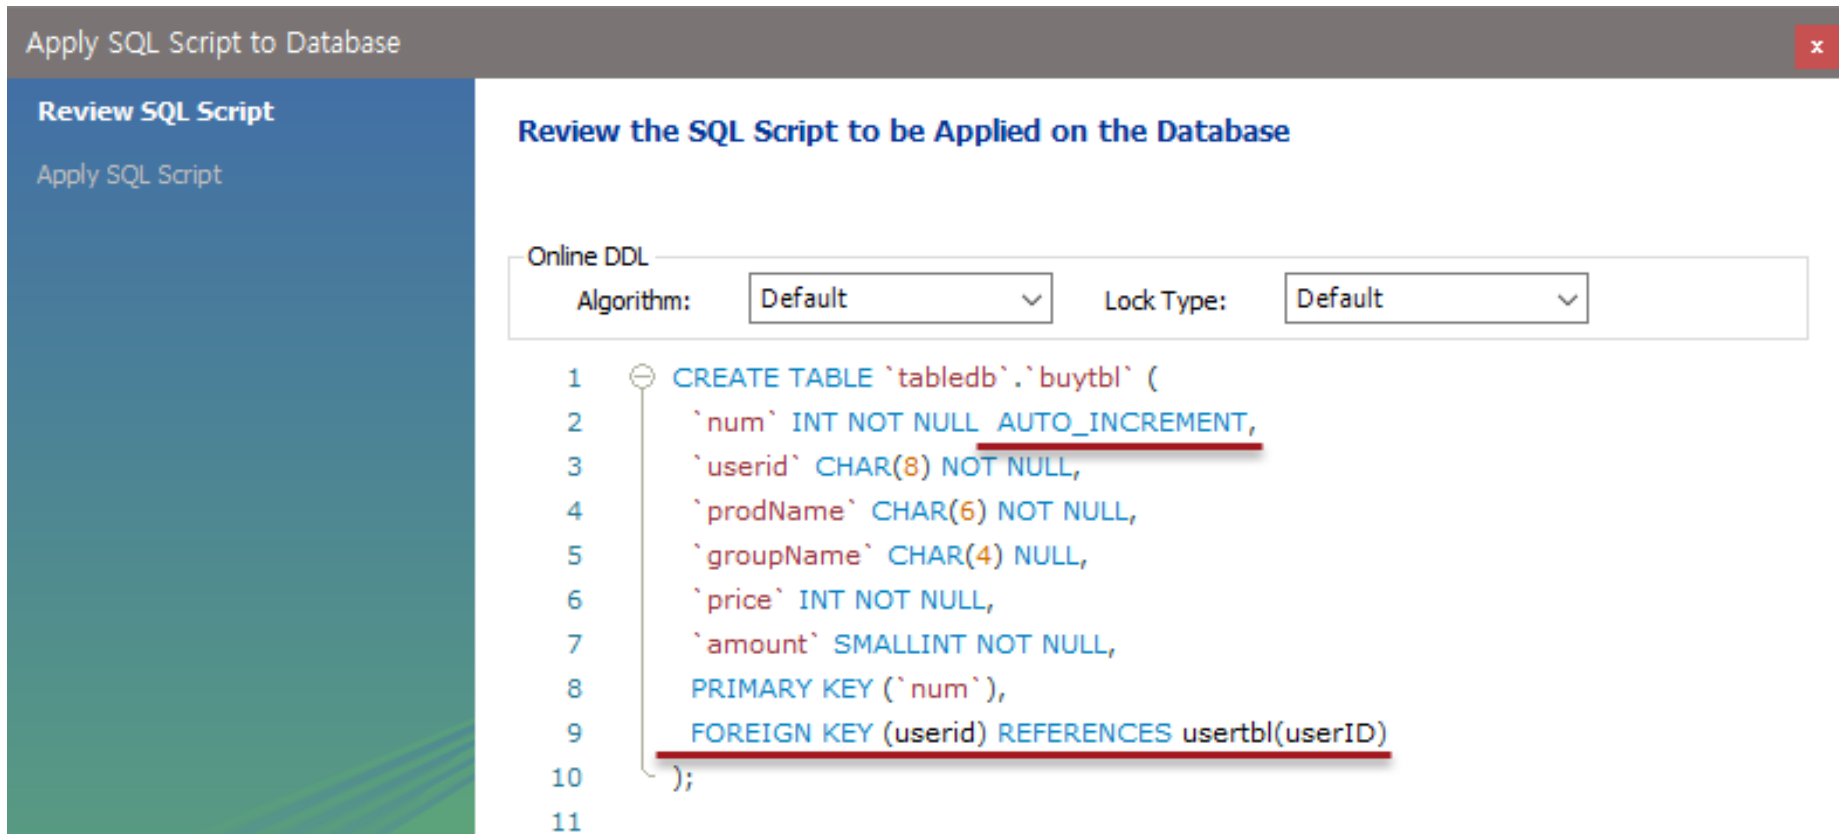 Apply SQL Script to Database
x
Review SQL Script
Apply SQL Script
Review the SQL Script to be Applied on the Database
Online DDL
Algorithm: Default Lock Type: Default
1 CREATE TABLE `tabledb`.`buytbl` (
2 `num` INT NOT NULL  AUTO_INCREMENT,
3 `userid` CHAR(8) NOT NULL,
4 `prodName` CHAR(6) NOT NULL,
5 `groupName` CHAR(4) NULL,
6 `price` INT NOT NULL,
7 `amount` SMALLINT NOT NULL,
8 PRIMARY KEY (`num`),
9 FOREIGN KEY (userid) REFERENCES usertbl(userID)
10 );
11